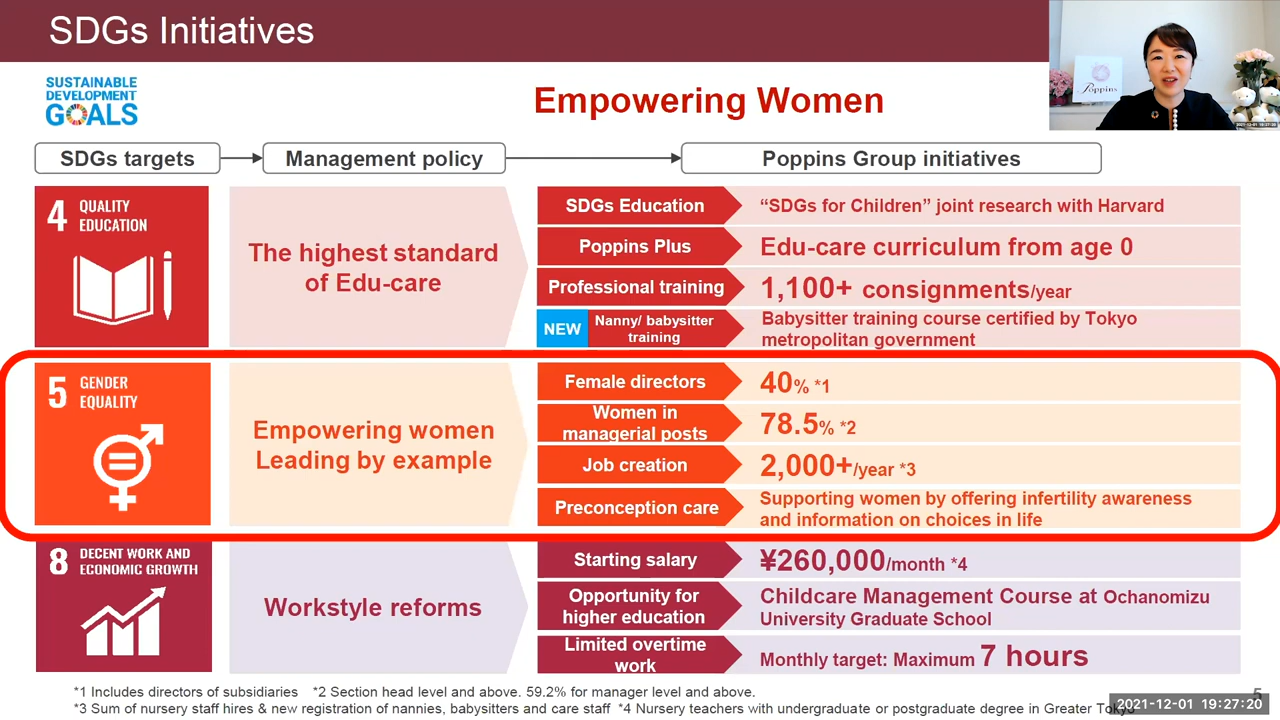 SDGs Initiatives
Poppins
2021-12-01 19:27:20
SUSTAINABLE
DEVELOPMENT
GOALS
Empowering Women
SDGs targets
Management policy
Poppins Group initiatives
4 QUALITY
EDUCATION
The highest standard
of Edu-care
SDGs Education
“SDGs for Children” joint research with Harvard
Poppins Plus
Edu-care curriculum from age 0
Professional training
1,100+ consignments/year
NEW
Nanny/ babysitter
training
Babysitter training course certified by Tokyo
metropolitan government
5 GENDER
EQUALITY
Empowering women
Leading by example
Female directors
40% *1
Women in
managerial posts
78.5% *2
Job creation
2,000+/year *3
Preconception care
Supporting women by offering infertility awareness
and information on choices in life
8 DECENT WORK AND
ECONOMIC GROWTH
Workstyle reforms
Starting salary
¥260,000/month *4
Opportunity for
higher education
Childcare Management Course at Ochanomizu
University Graduate School
Limited overtime
work
Monthly target: Maximum 7 hours
*1 Includes directors of subsidiaries *2 Section head level and above. 59.2% for manager level and above.
*3 Sum of nursery staff hires & new registration of nannies, babysitters and care staff *4 Nursery teachers with undergraduate or postgraduate degree in Greater Tokyo
5
2021-12-01 19:27:20